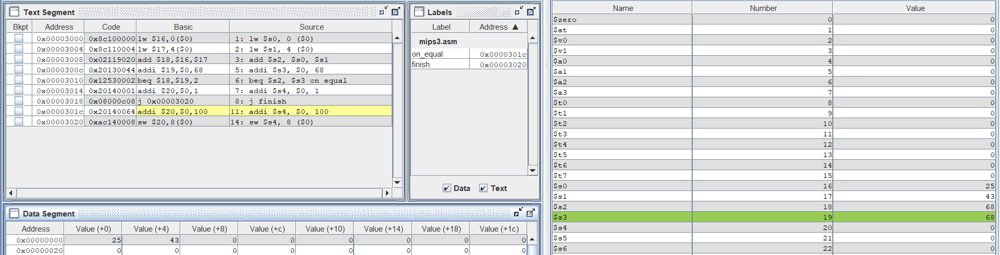 Text Segment
Bkpt Address Code Basic Source
0x00003000 0x8c100000 lw $16,0($0) 1: lw $s0, 0 ($0)
0x00003004 0x8c110004 lw $17,4($0) 2: lw $s1, 4 ($0)
0x00003008 0x02119020 add $18,$16,$17 3: add $s2, $s0, $s1
0x0000300c 0x20130044 addi $19,$0,68 5: addi $s3, $0, 68
0x00003010 0x12530002 beq $18,$19,2 6: beq $s2, $s3 on equal
0x00003014 0x20140001 addi $20,$0,1 7: addi $s4, $0, 1
0x00003018 0x08000c08 j 0x00003020 8: j finish
0x0000301c 0x20140064 addi $20,$0,100 11: addi $s4, $0, 100
0x00003020 0xac140008 sw $20,8($0) 14: sw $s4, 8 ($0)
Labels
Label Address ▲
mips3.asm
on_equal 0x0000301c
finish 0x00003020
Data Text
Data Segment
Address Value (+0) Value (+4) Value (+8) Value (+c) Value (+10) Value (+14) Value (+18) Value (+1c)
0x00000000 25 43 0 0 0 0 0 0
0x00000020 0 0 0 0 0 0 0 0
Name Number Value
$zero 0 0
$at 1 0
$v0 2 0
$v1 3 0
$a0 4 0
$a1 5 0
$a2 6 0
$a3 7 0
$t0 8 0
$t1 9 0
$t2 10 0
$t3 11 0
$t4 12 0
$t5 13 0
$t6 14 0
$t7 15 0
$s0 16 25
$s1 17 43
$s2 18 68
$s3 19 68
$s4 20 0
$s5 21 0
$s6 22 0